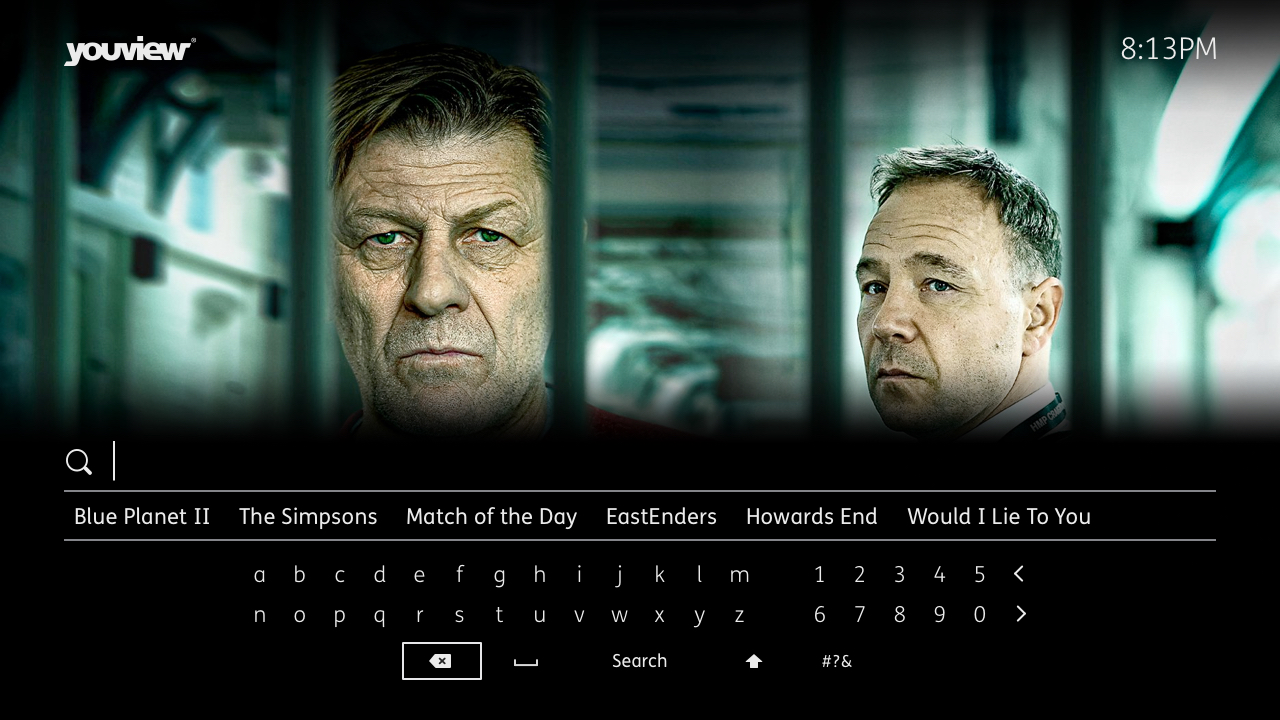 youview®
8:13PM
Blue Planet II The Simpsons Match of the Day EastEnders Howards End Would I Lie To You
a b c d e f g h i j k l m 1 2 3 4 5 <
n o p q r s t u v w x y z 6 7 8 9 0 >
Search #?&